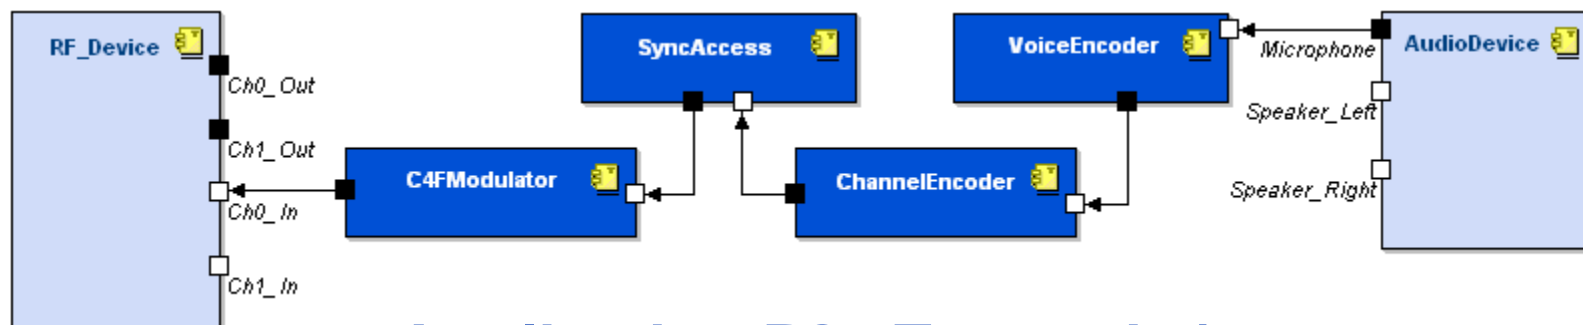 RF_Device
SyncAccess
VoiceEncoder
AudioDevice
Microphone
Ch0_Out
Speaker_Left
Ch1_Out
C4FModulator
ChannelEncoder
Speaker_Right
Ch0_In
Ch1_In